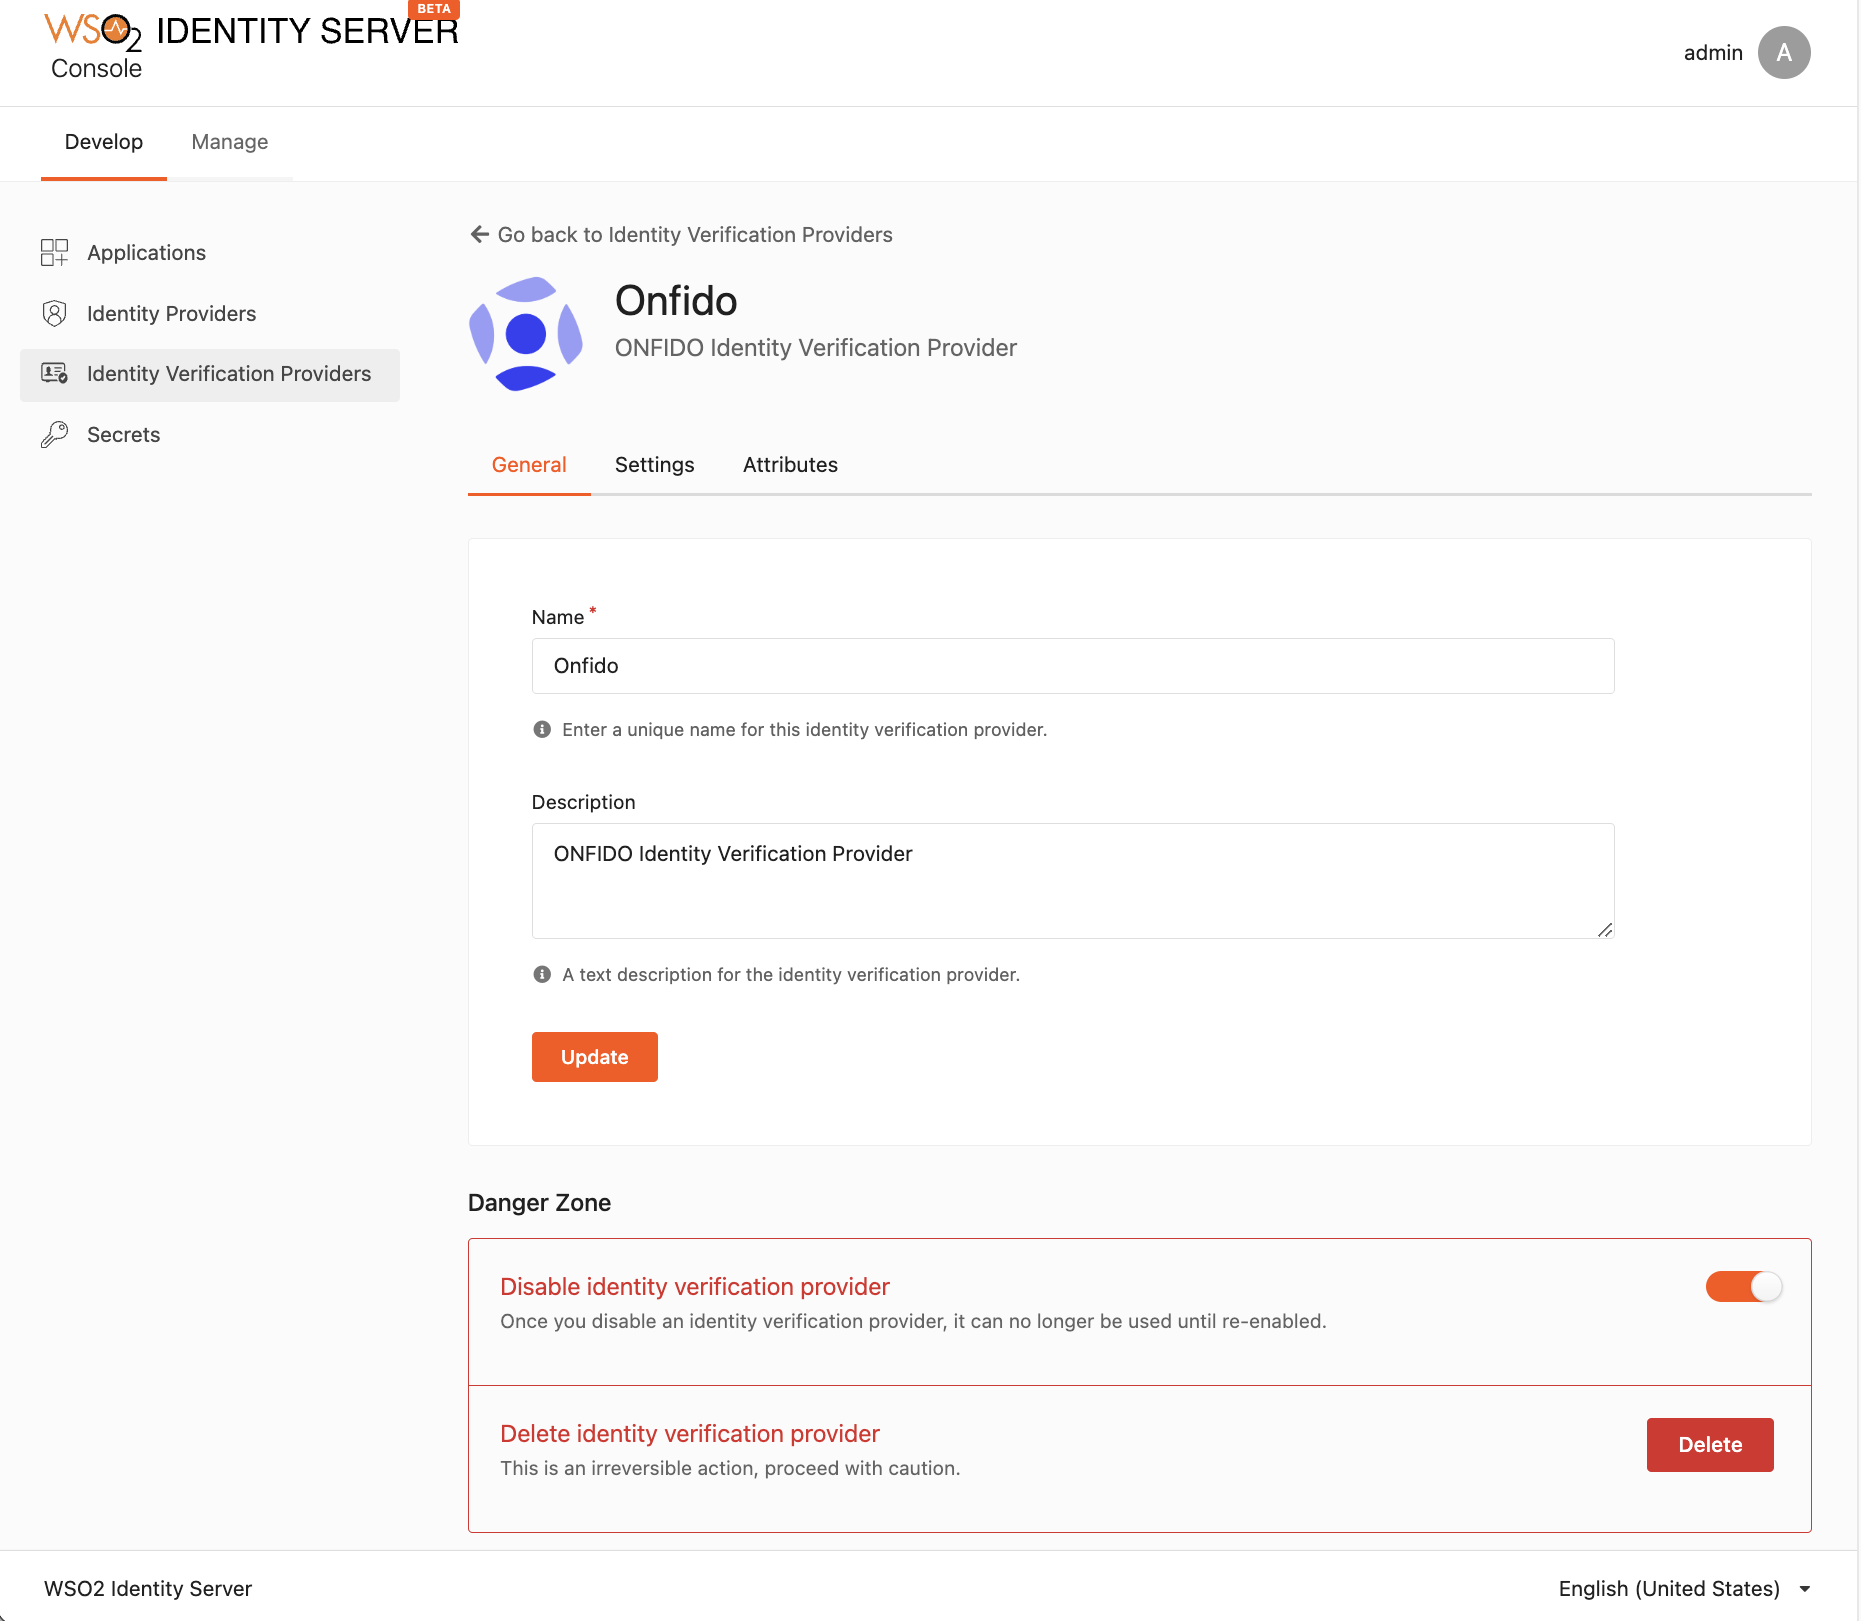 BETA
WSO2 IDENTITY SERVER
Console
admin
A
Develop
Manage
Applications
Identity Providers
Identity Verification Providers
Secrets
Go back to Identity Verification Providers
Onfido
ONFIDO Identity Verification Provider
General
Settings
Attributes
Name *
Onfido
Enter a unique name for this identity verification provider.
Description
ONFIDO Identity Verification Provider
A text description for the identity verification provider.
Update
Danger Zone
Disable identity verification provider
Once you disable an identity verification provider, it can no longer be used until re-enabled.
Delete identity verification provider
This is an irreversible action, proceed with caution.
Delete
WSO2 Identity Server
English (United States)